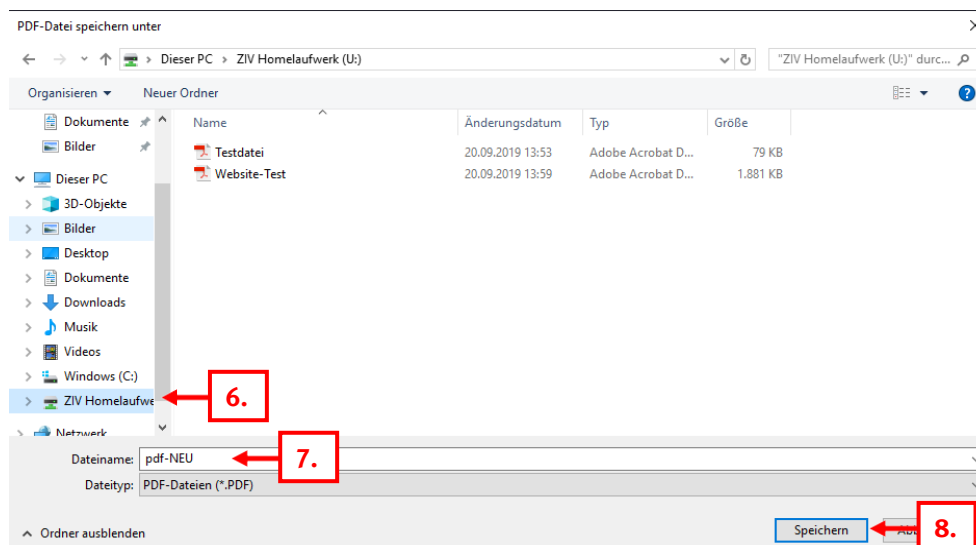 PDF-Datei speichern unter
Dieser PC > ZIV Homelaufwerk (U:)
"ZIV Homelaufwerk (U:)" durc...
Organisieren Neuer Ordner
Name Änderungsdatum Typ Größe
Dokumente
Bilder
Testdatei 20.09.2019 13:53 Adobe Acrobat D... 79 KB
Website-Test 20.09.2019 13:59 Adobe Acrobat D... 1.881 KB
Dieser PC
3D-Objekte
Bilder
Desktop
Dokumente
Downloads
Musik
Videos
Windows (C:)
ZIV Homelaufwe
6.
Netzwerk
Dateiname: pdf-NEU
7.
Dateityp: PDF-Dateien (*.PDF)
Ordner ausblenden
Speichern
8.